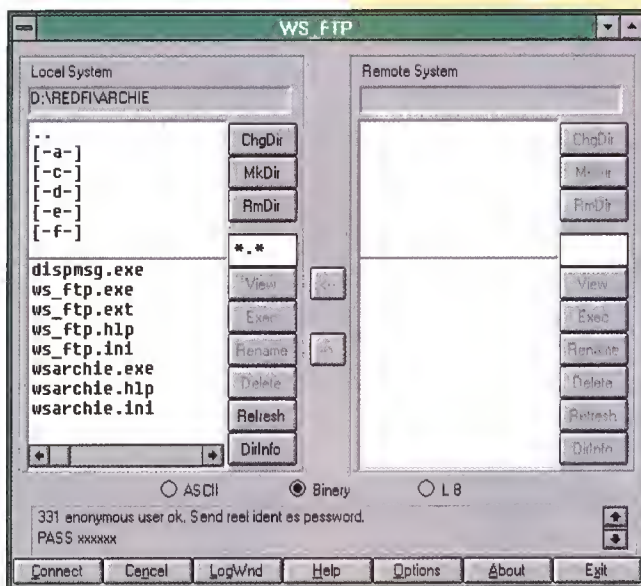 WS_FTP
Local System
D:\REDFI\ARCHIE
..
[-a-]
[-c-]
[-d-]
[-e-]
[-f-]
ChgDir
MkDir
RmDir
*.*
dispmsg.exe
ws_ftp.exe
ws_ftp.ext
ws_ftp.hlp
ws_ftp.ini
wsarchie.exe
wsarchie.hlp
wsarchie.ini
View
Exec
Rename
Delete
Refresh
DirInfo
<--
Remote System
ChgDir
RmDir
View
Exec
Rename
Delete
Refresh
DirInfo
ASCII
Binary
L8
331 anonymous user ok. Send real ident as password.
PASS xxxxxx
Connect
Cancel
LogWnd
Help
Options
About
Exit